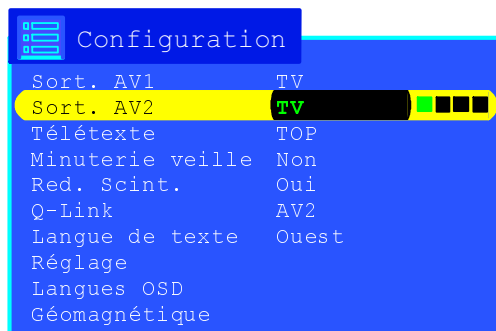 Configuration
Sort. AV1 TV
Sort. AV2 TV
Télétexte TOP
Minuterie veille Non
Red. Scint. Oui
Q-Link AV2
Langue de texte Ouest
Réglage
Langues OSD
Géomagnétique